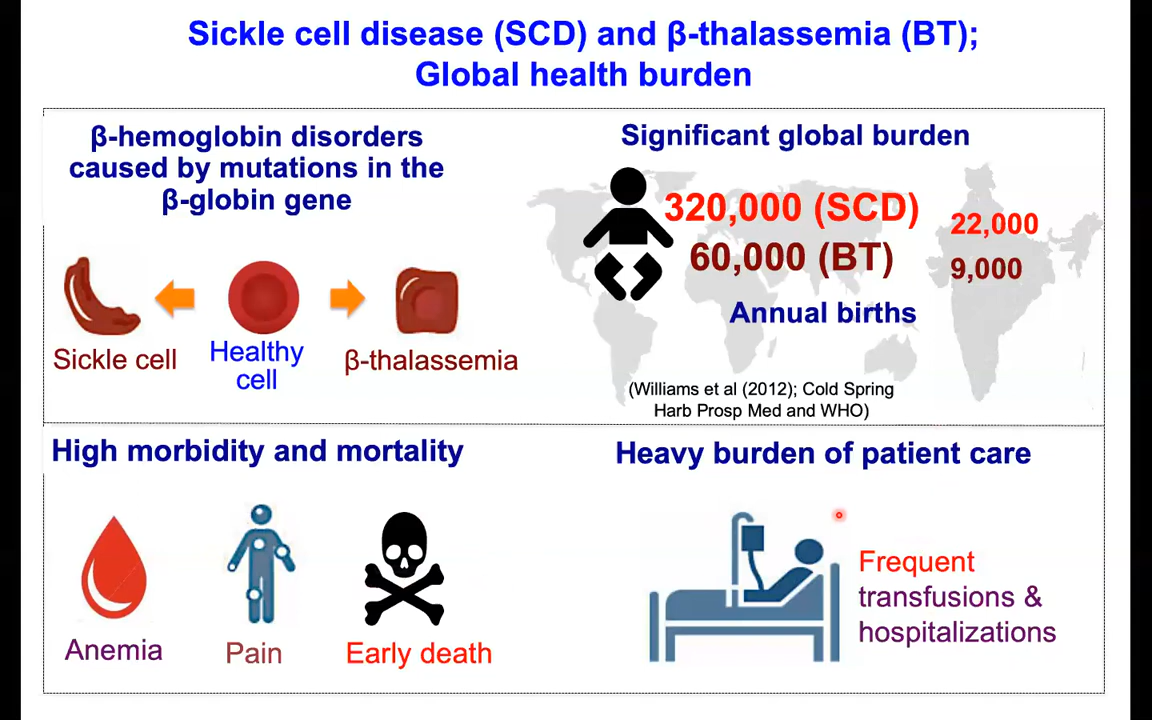 Sickle cell disease (SCD) and β-thalassemia (BT);
Global health burden
β-hemoglobin disorders
caused by mutations in the
β-globin gene
Sickle cell
Healthy
cell
β-thalassemia
Significant global burden
320,000 (SCD)
60,000 (BT)
22,000
9,000
Annual births
(Williams et al (2012); Cold Spring
Harb Prosp Med and WHO)
High morbidity and mortality
Anemia
Pain
Early death
Heavy burden of patient care
Frequent
transfusions &
hospitalizations